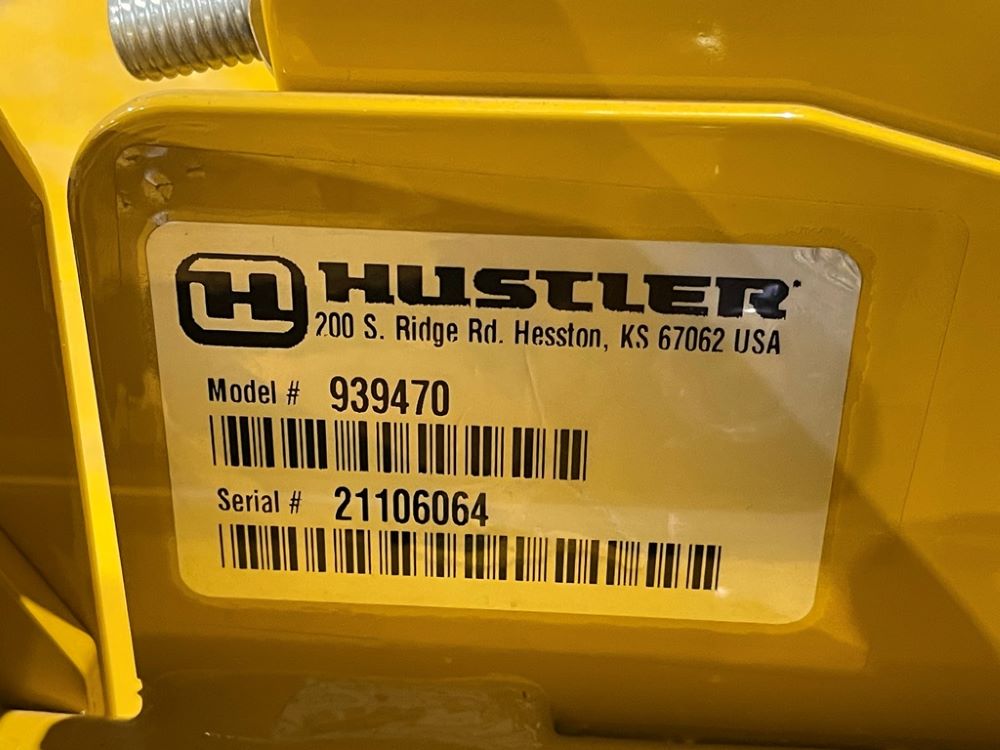 H HUSTLER
200 S. Ridge Rd. Hesston, KS 67062 USA
Model # 939470
Serial # 21106064